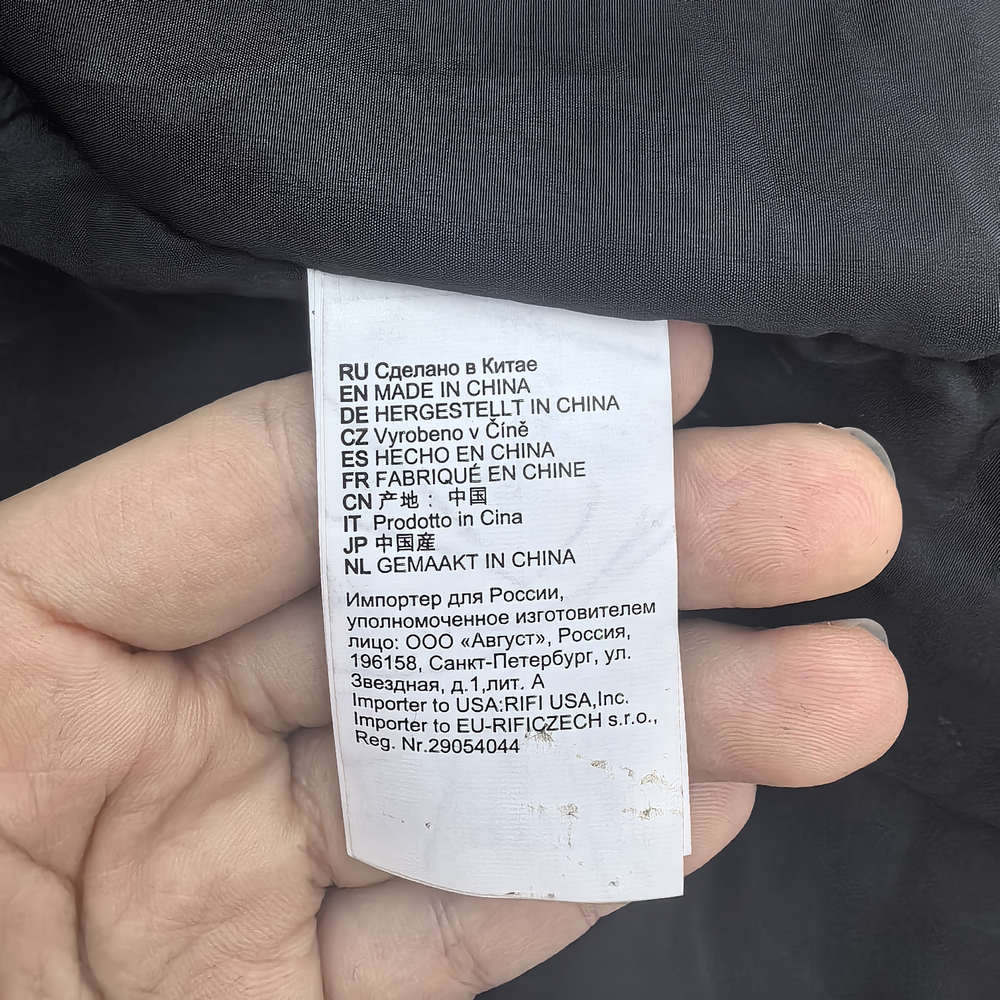 RU Сделано в Китае
EN MADE IN CHINA
DE HERGESTELLT IN CHINA
CZ Vyrobeno v Číně
ES HECHO EN CHINA
FR FABRIQUÉ EN CHINE
CN 产地：中国
IT Prodotto in Cina
JP 中国産
NL GEMAAKT IN CHINA
Импортер для России,
уполномоченное изготовителем
лицо: ООО «Август», Россия,
196158, Санкт-Петербург, ул.
Звездная, д.1,лит. А
Importer to USA:RIFI USA,Inc.
Importer to EU-RIFICZECH s.r.o.,
Reg. Nr.29054044